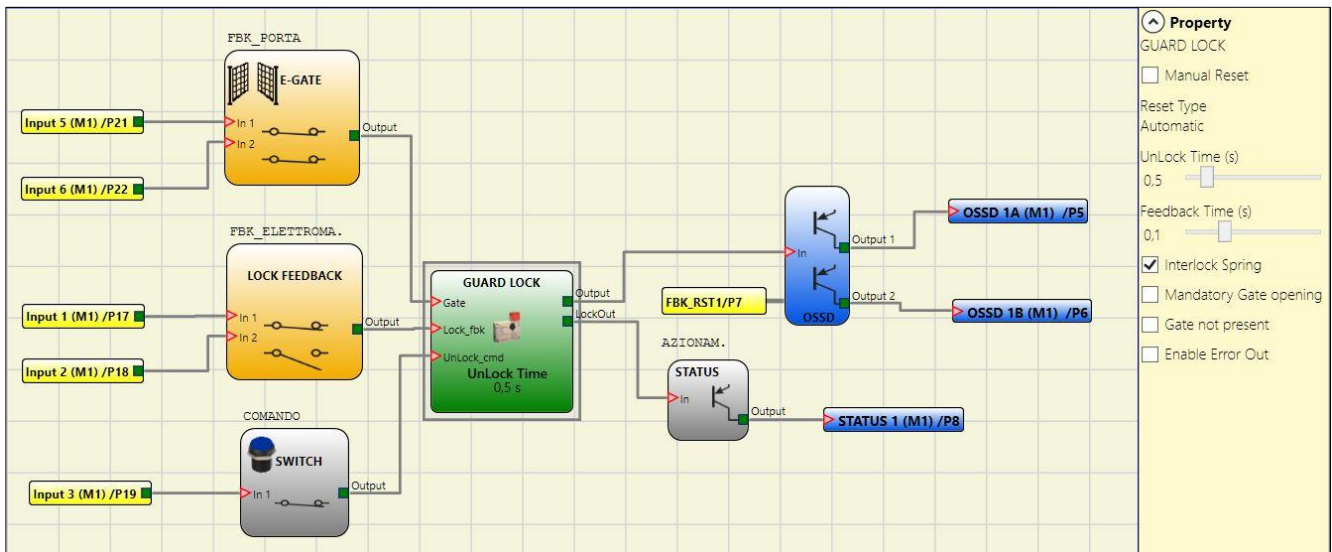 FBK_PORTA
E-GATE
Input 5 (M1) /P21
In 1
Output
In 2
Input 6 (M1) /P22
FBK_ELETTROMA.
LOCK FEEDBACK
Input 1 (M1) /P17
In 1
Output
In 2
Input 2 (M1) /P18
COMANDO
SWITCH
Input 3 (M1) /P19
In 1
Output
GUARD LOCK
Gate
Output
LockOut
Lock_fbk
UnLock_cmd
UnLock Time
0,5 s
FBK_RST1/P7
In
Output 1
Output 2
OSSD
OSSD 1A (M1) /P5
OSSD 1B (M1) /P6
AZIONAM.
STATUS
In
Output
STATUS 1 (M1) /P8
Property
GUARD LOCK
Manual Reset
Reset Type
Automatic
UnLock Time (s)
0,5
Feedback Time (s)
0,1
Interlock Spring
Mandatory Gate opening
Gate not present
Enable Error Out